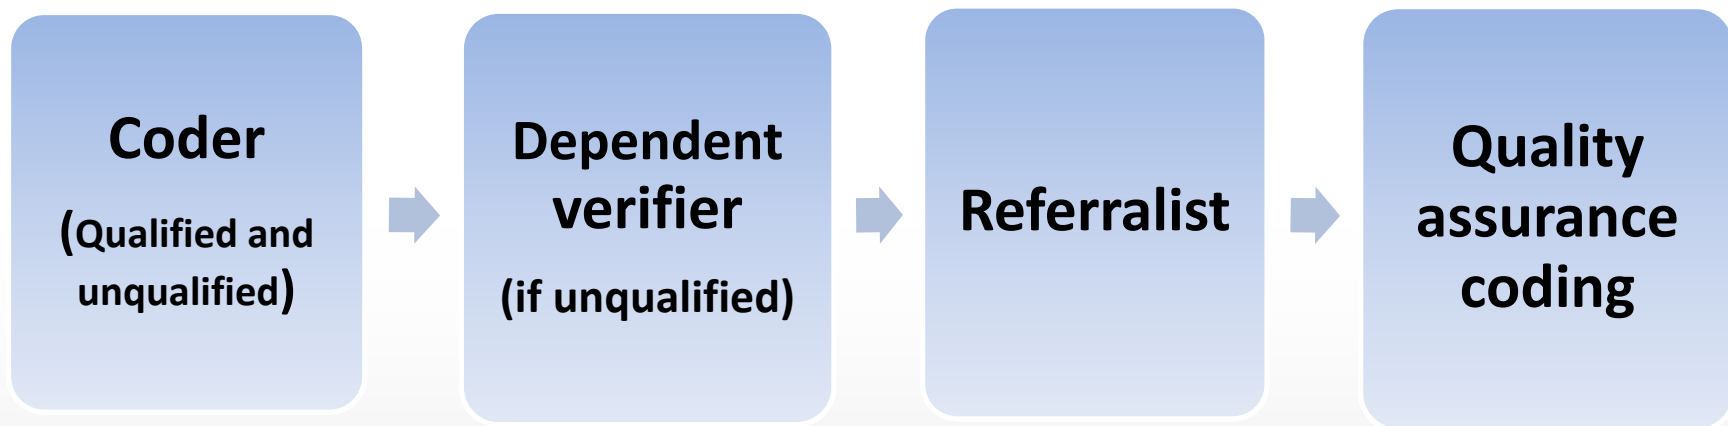 Coder
(Qualified and
unqualified)
Dependent
verifier
(if unqualified)
Referralist
Quality
assurance
coding